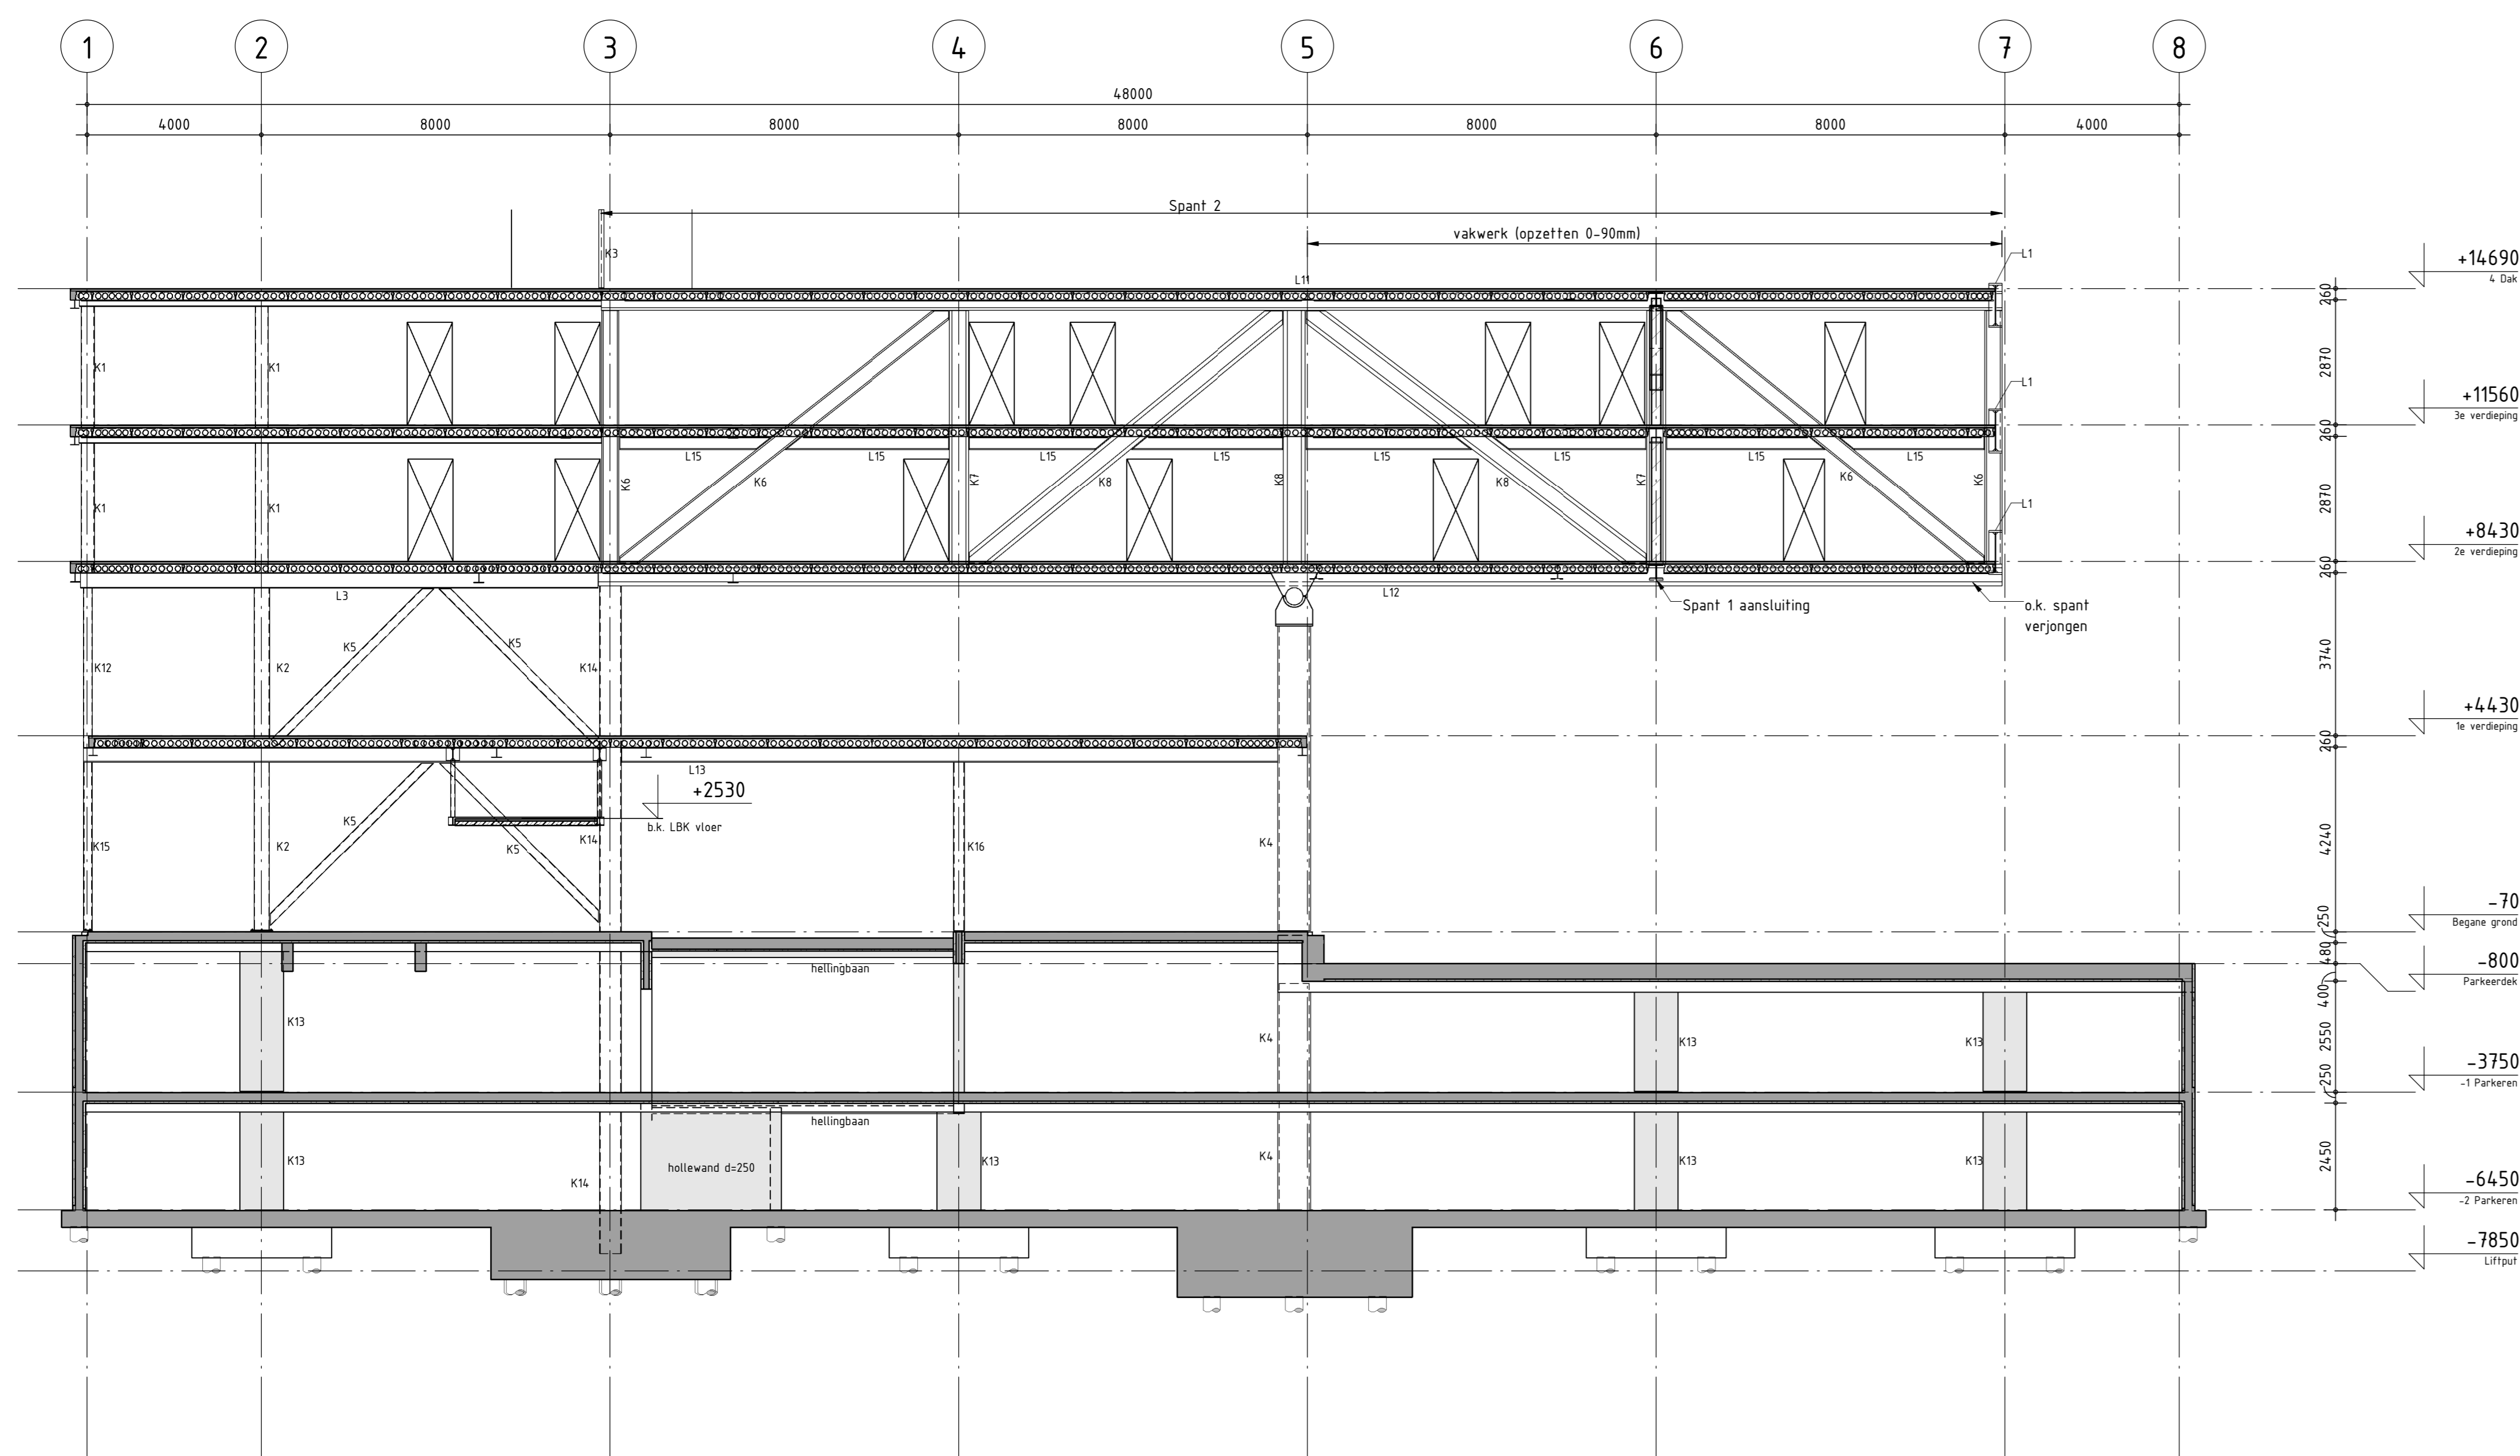 1 2 3 4 5 6 7 8
48000
4000 8000 8000 8000 8000 8000 4000
Spant 2
vakwerk (opzetten 0-90mm)
K3 L11 L1
+14690
4 Dak
260
K1 K1
2870
L1
+11560
3e verdieping
260
L15 L15 L15 L15 L15 L15 L15 L15
K1 K1 K6 K6 K7 K8 K8 K8 K7 K6 K6
2870
L1
+8430
2e verdieping
260
L3 L12
Spant 1 aansluiting
o.k. spant
verjongen
K5 K5
K12 K2 K14
3740
+4430
1e verdieping
260
L13
+2530
b.k. LBK vloer
K5 K5
K15 K2 K14 K16 K4
4240
-70
Begane grond
250
480
hellingbaan
-800
Parkeerdek
400
K13 K4 K13 K13
2550
-3750
-1 Parkeren
250
hellingbaan
K13 K14 hollewand d=250 K13 K4 K13 K13
2450
-6450
-2 Parkeren
-7850
Liftput